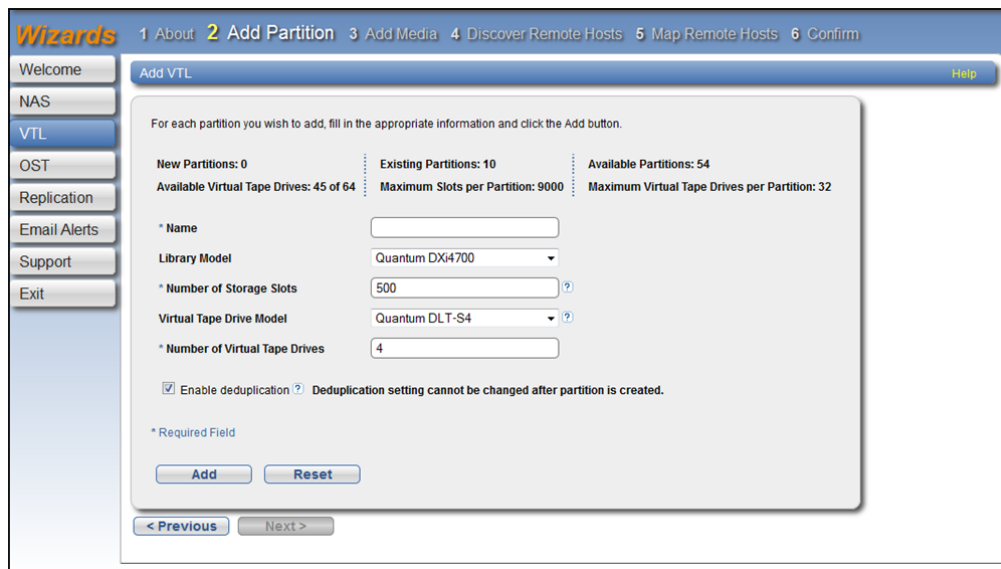 Wizards 1 About 2 Add Partition 3 Add Media 4 Discover Remote Hosts 5 Map Remote Hosts 6 Confirm
Welcome
NAS
VTL
OST
Replication
Email Alerts
Support
Exit
Add VTL Help
For each partition you wish to add, fill in the appropriate information and click the Add button.
New Partitions: 0 Existing Partitions: 10 Available Partitions: 54
Available Virtual Tape Drives: 45 of 64 Maximum Slots per Partition: 9000 Maximum Virtual Tape Drives per Partition: 32
* Name
Library Model Quantum DXi4700
* Number of Storage Slots 500 ?
Virtual Tape Drive Model Quantum DLT-S4 ?
* Number of Virtual Tape Drives 4
Enable deduplication ? Deduplication setting cannot be changed after partition is created.
* Required Field
Add Reset
< Previous Next >